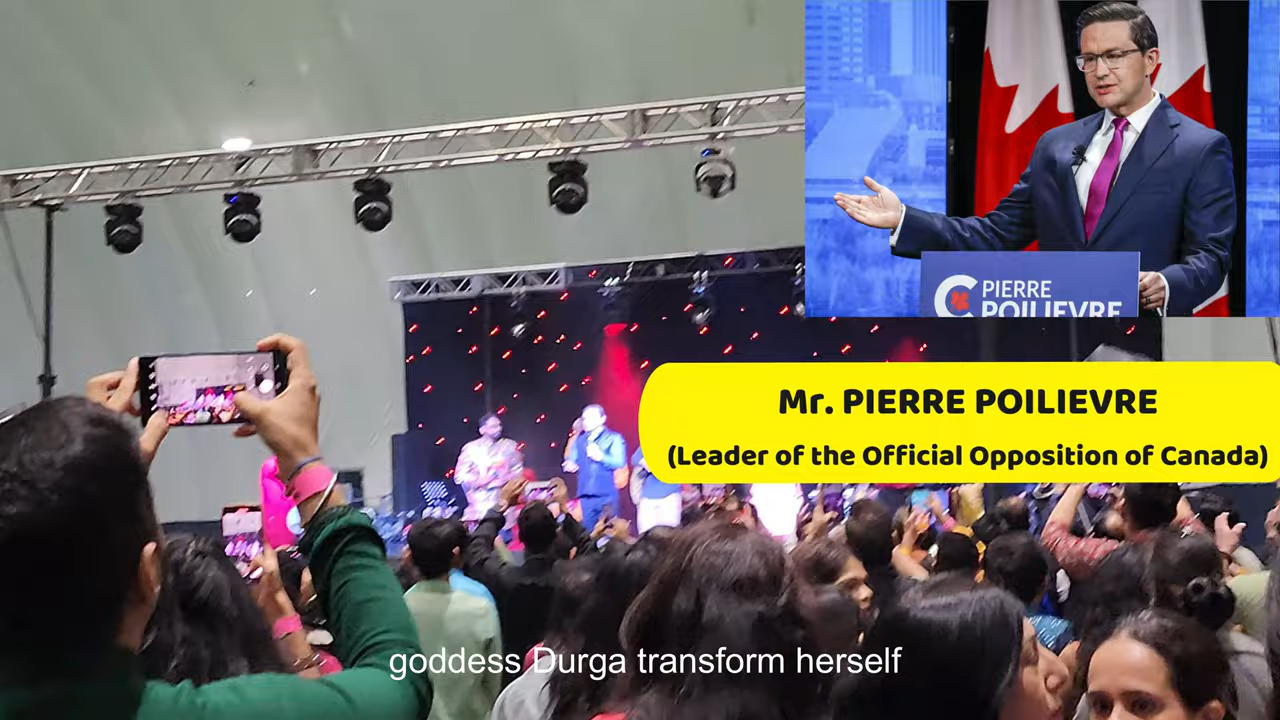 PIERRE
POILIEVRE
Mr. PIERRE POILIEVRE
(Leader of the Official Opposition of Canada)
goddess Durga transform herself